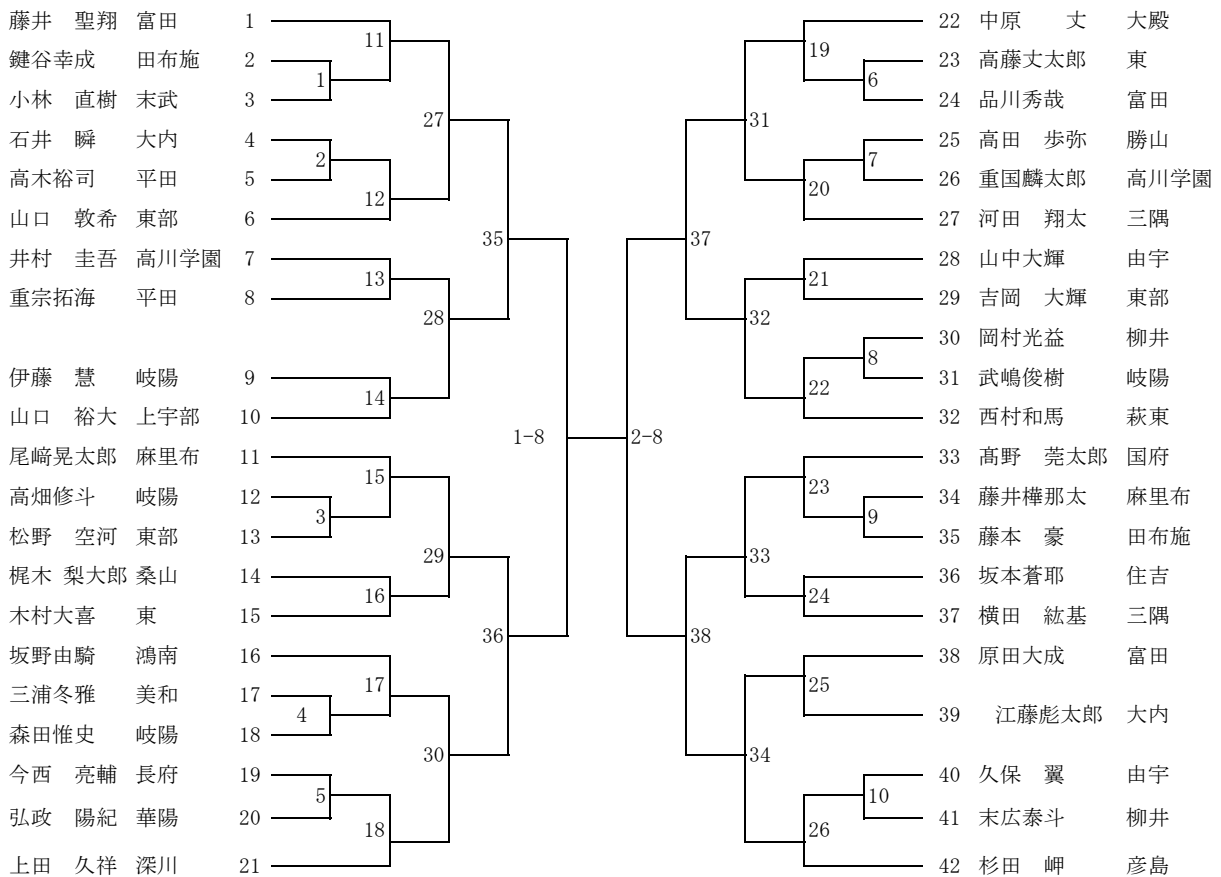 藤井　聖翔 富田 1
鍵谷幸成 田布施 2
小林　直樹 末武 3
石井　瞬 大内 4
高木裕司 平田 5
山口　敦希 東部 6
井村　圭吾 高川学園 7
重宗拓海 平田 8
伊藤　慧 岐陽 9
山口　裕大 上宇部 10
尾﨑晃太郎 麻里布 11
高畑修斗 岐陽 12
松野　空河 東部 13
梶木 梨大郎 桑山 14
木村大喜 東 15
坂野由騎 鴻南 16
三浦冬雅 美和 17
森田惟史 岐陽 18
今西　亮輔 長府 19
弘政　陽紀 華陽 20
上田　久祥 深川 21
1
2
3
4
5
11
12
13
14
15
16
17
18
27
28
29
30
35
36
1-8
2-8
37
38
31
32
33
34
19
20
21
22
23
24
25
26
6
7
8
9
10
22 中原　　丈 大殿
23 高藤丈太郎 東
24 品川秀哉 富田
25 高田　歩弥 勝山
26 重国麟太郎 高川学園
27 河田　翔太 三隅
28 山中大輝 由宇
29 吉岡　大輝 東部
30 岡村光益 柳井
31 武嶋俊樹 岐陽
32 西村和馬 萩東
33 髙野　莞太郎 国府
34 藤井樺那太 麻里布
35 藤本　豪 田布施
36 坂本蒼耶 住吉
37 横田　紘基 三隅
38 原田大成 富田
39 江藤彪太郎 大内
40 久保　翼 由宇
41 末広泰斗 柳井
42 杉田　岬 彦島